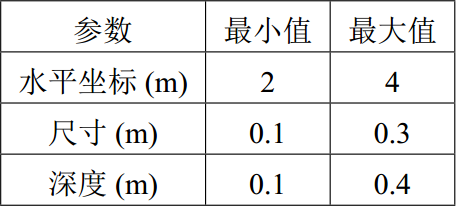 参数 最小值 最大值
水平坐标 (m) 2 4
尺寸 (m) 0.1 0.3
深度 (m) 0.1 0.4